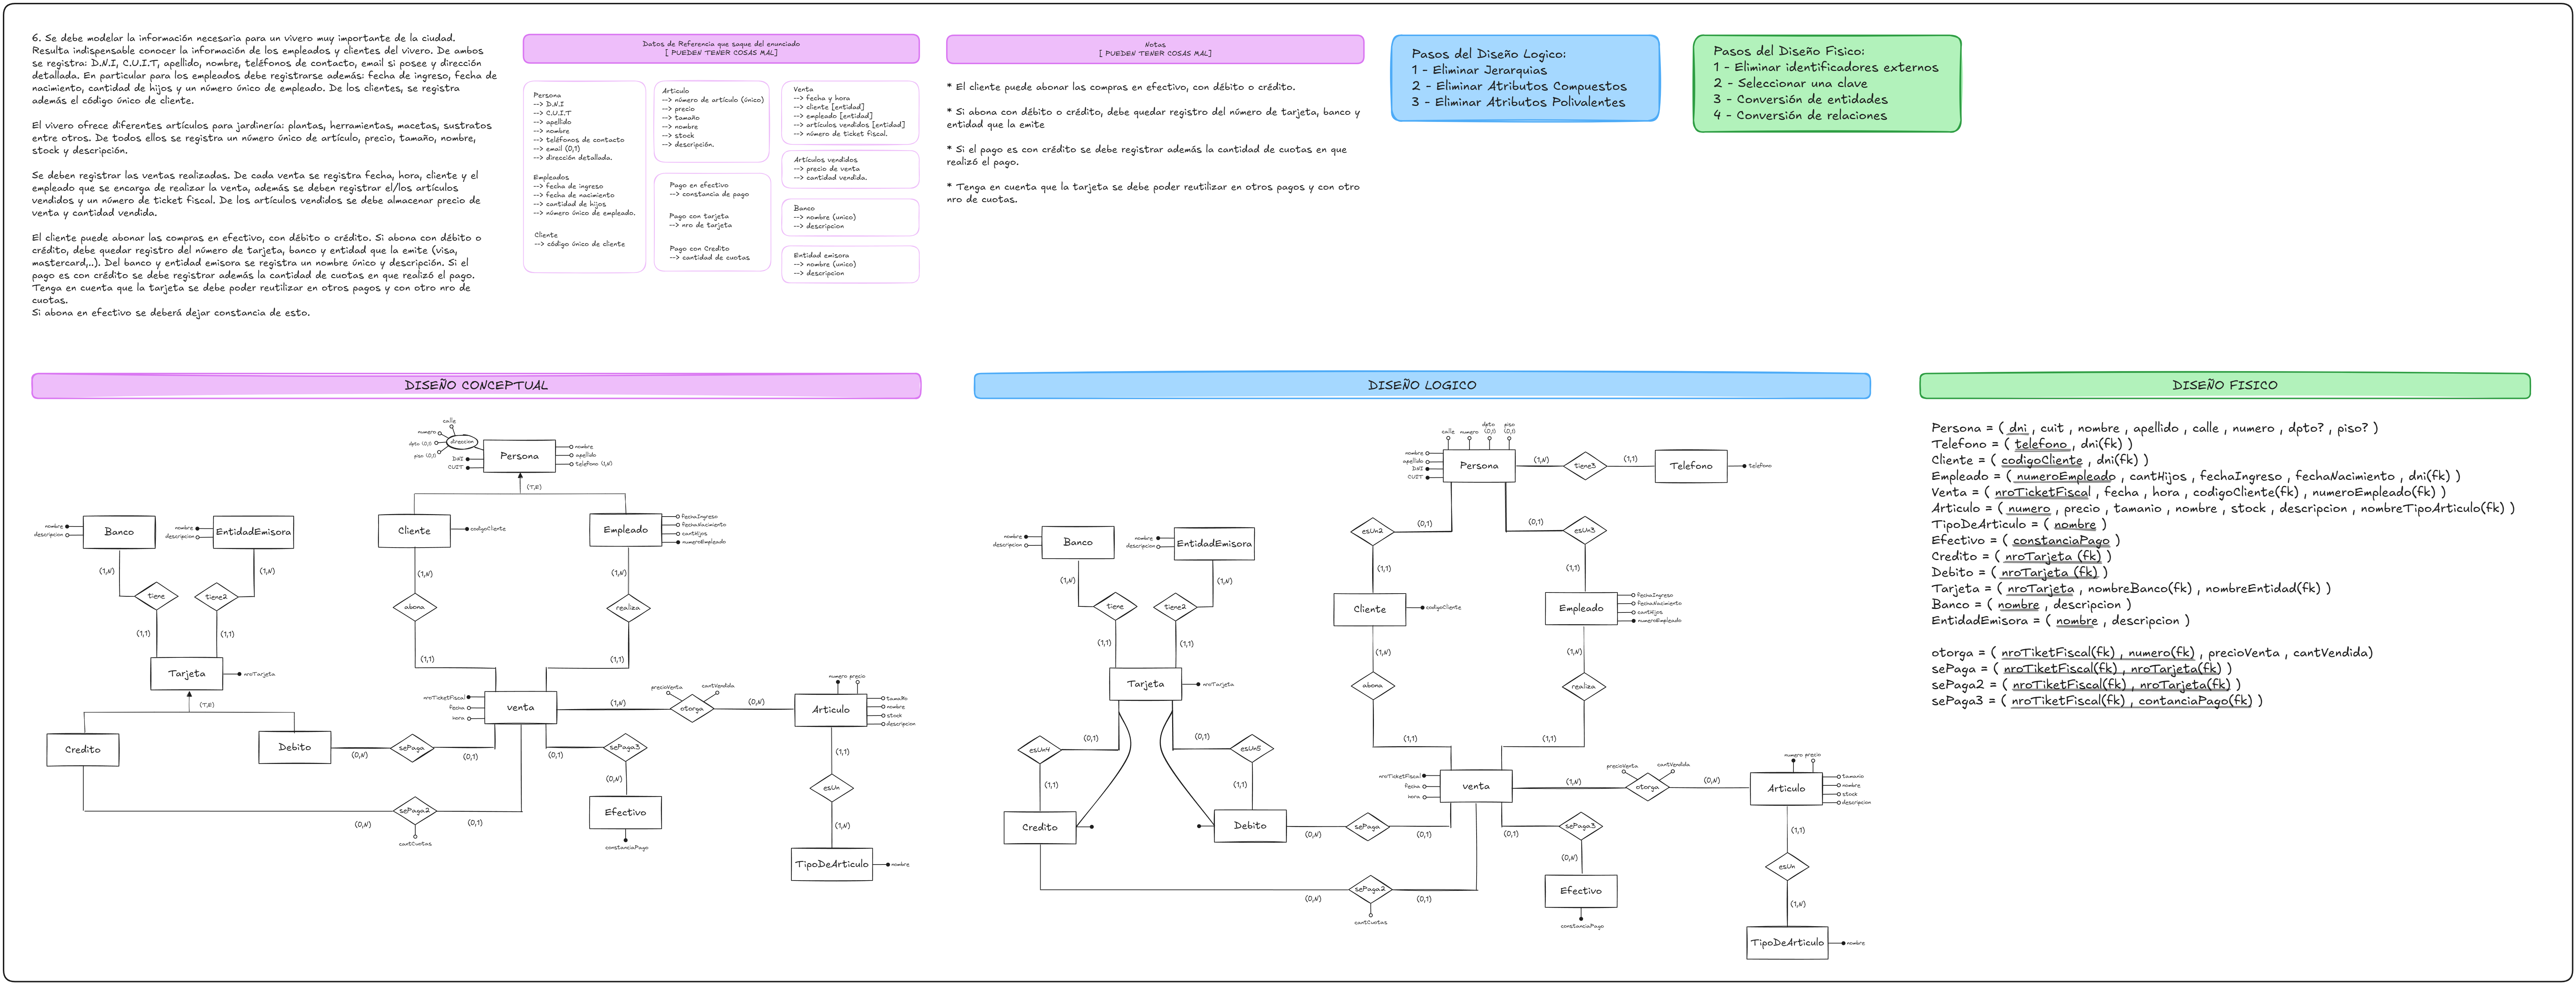 6. Se debe modelar la información necesaria para un vivero muy importante de la ciudad.
Resulta indispensable conocer la información de los empleados y clientes del vivero. De ambos
se registra: D.N.I, C.U.I.T, apellido, nombre, teléfonos de contacto, email si posee y dirección
detallada. En particular para los empleados debe registrarse además: fecha de ingreso, fecha de
nacimiento, cantidad de hijos y un número único de empleado. De los clientes, se registra
además el código único de cliente.
El vivero ofrece diferentes artículos para jardinería: plantas, herramientas, macetas, sustratos
entre otros. De todos ellos se registra un número único de artículo, precio, tamaño, nombre,
stock y descripción.
Se deben registrar las ventas realizadas. De cada venta se registra fecha, hora, cliente y el
empleado que se encarga de realizar la venta, además se deben registrar el/los artículos
vendidos y un número de ticket fiscal. De los artículos vendidos se debe almacenar precio de
venta y cantidad vendida.
El cliente puede abonar las compras en efectivo, con débito o crédito. Si abona con débito o
crédito, debe quedar registro del número de tarjeta, banco y entidad que la emite (visa,
mastercard,..). Del banco y entidad emisora se registra un nombre único y descripción. Si el
pago es con crédito se debe registrar además la cantidad de cuotas en que realizó el pago.
Tenga en cuenta que la tarjeta se debe poder reutilizar en otros pagos y con otro nro de
cuotas.
Si abona en efectivo se deberá dejar constancia de esto.
Datos de Referencia que saque del enunciado
[ PUEDEN TENER COSAS MAL]
Persona
--> D.N.I
--> C.U.I.T
--> apellido
--> nombre
--> teléfonos de contacto
--> email (0,1)
--> dirección detallada.
Empleados
--> fecha de ingreso
--> fecha de nacimiento
--> cantidad de hijos
--> número único de empleado.
Cliente
--> código único de cliente
Articulo
--> número de artículo (único)
--> precio
--> tamaño
--> nombre
--> stock
--> descripción.
Pago en efectivo
--> constancia de pago
Pago con tarjeta
--> nro de tarjeta
Pago con Credito
--> cantidad de cuotas
Venta
--> fecha y hora
--> cliente [entidad]
--> empleado [entidad]
--> artículos vendidos [entidad]
--> número de ticket fiscal.
Artículos vendidos
--> precio de venta
--> cantidad vendida.
Banco
--> nombre (unico)
--> descripcion
Entidad emisora
--> nombre (unico)
--> descripcion
Notas
[ PUEDEN TENER COSAS MAL]
* El cliente puede abonar las compras en efectivo, con débito o crédito.
* Si abona con débito o crédito, debe quedar registro del número de tarjeta, banco y
entidad que la emite
* Si el pago es con crédito se debe registrar además la cantidad de cuotas en que
realizó el pago.
* Tenga en cuenta que la tarjeta se debe poder reutilizar en otros pagos y con otro
nro de cuotas.
Pasos del Diseño Logico:
1 - Eliminar Jerarquias
2 - Eliminar Atributos Compuestos
3 - Eliminar Atributos Polivalentes
Pasos del Diseño Fisico:
1 - Eliminar identificadores externos
2 - Seleccionar una clave
3 - Conversión de entidades
4 - Conversión de relaciones
DISEÑO CONCEPTUAL
calle
numero
dpto (0,1)
piso (0,1)
direccion
DNI
CUIT
Persona
nombre
apellido
telefono (1,N)
(T,E)
nombre
descripcion
Banco
nombre
descripcion
EntidadEmisora
Cliente
codigoCliente
Empleado
fechaIngreso
fechaNacimiento
cantHijos
numeroEmpleado
(1,N)
(1,N)
(1,N)
(1,N)
tiene
tiene2
abona
realiza
(1,1)
(1,1)
(1,1)
(1,1)
Tarjeta
nroTarjeta
(T,E)
nroTicketFiscal
fecha
hora
venta
(1,N)
precioVenta
cantVendida
otorga
(0,N)
numero precio
Articulo
tamaño
nombre
stock
descripcion
Credito
Debito
(0,N)
sePaga
(0,1)
(0,1)
sePaga3
(1,1)
(0,N)
esUn
Efectivo
constanciaPago
(0,N)
sePaga2
(0,1)
cantCuotas
(1,N)
TipoDeArticulo
nombre
DISEÑO LOGICO
calle
numero
dpto
(0,1)
piso
(0,1)
nombre
apellido
DNI
CUIT
Persona
(1,N)
tiene3
(1,1)
Telefono
telefono
nombre
descripcion
Banco
nombre
descripcion
EntidadEmisora
(0,1)
esUn2
(0,1)
esUn3
(1,N)
(1,N)
(1,1)
(1,1)
tiene
tiene2
Cliente
codigoCliente
Empleado
fechaIngreso
fechaNacimiento
cantHijos
numeroEmpleado
(1,1)
(1,1)
(1,N)
(1,N)
Tarjeta
nroTarjeta
abona
realiza
(0,1)
(0,1)
(1,1)
(1,1)
esUn4
esUn5
(1,1)
(1,1)
nroTicketFiscal
fecha
hora
venta
(1,N)
precioVenta
cantVendida
otorga
(0,N)
numero precio
Articulo
tamanio
nombre
stock
descripcion
Credito
Debito
(0,N)
sePaga
(0,1)
(0,1)
sePaga3
(1,1)
(0,N)
esUn
Efectivo
constanciaPago
(0,N)
sePaga2
(0,1)
cantCuotas
(1,N)
TipoDeArticulo
nombre
DISEÑO FISICO
Persona = ( dni , cuit , nombre , apellido , calle , numero , dpto? , piso? )
Telefono = ( telefono , dni(fk) )
Cliente = ( codigoCliente , dni(fk) )
Empleado = ( numeroEmpleado , cantHijos , fechaIngreso , fechaNacimiento , dni(fk) )
Venta = ( nroTicketFiscal , fecha , hora , codigoCliente(fk) , numeroEmpleado(fk) )
Articulo = ( numero , precio , tamanio , nombre , stock , descripcion , nombreTipoArticulo(fk) )
TipoDeArticulo = ( nombre )
Efectivo = ( constanciaPago )
Credito = ( nroTarjeta (fk) )
Debito = ( nroTarjeta (fk) )
Tarjeta = ( nroTarjeta , nombreBanco(fk) , nombreEntidad(fk) )
Banco = ( nombre , descripcion )
EntidadEmisora = ( nombre , descripcion )
otorga = ( nroTiketFiscal(fk) , numero(fk) , precioVenta , cantVendida)
sePaga = ( nroTiketFiscal(fk) , nroTarjeta(fk) )
sePaga2 = ( nroTiketFiscal(fk) , nroTarjeta(fk) )
sePaga3 = ( nroTiketFiscal(fk) , contanciaPago(fk) )